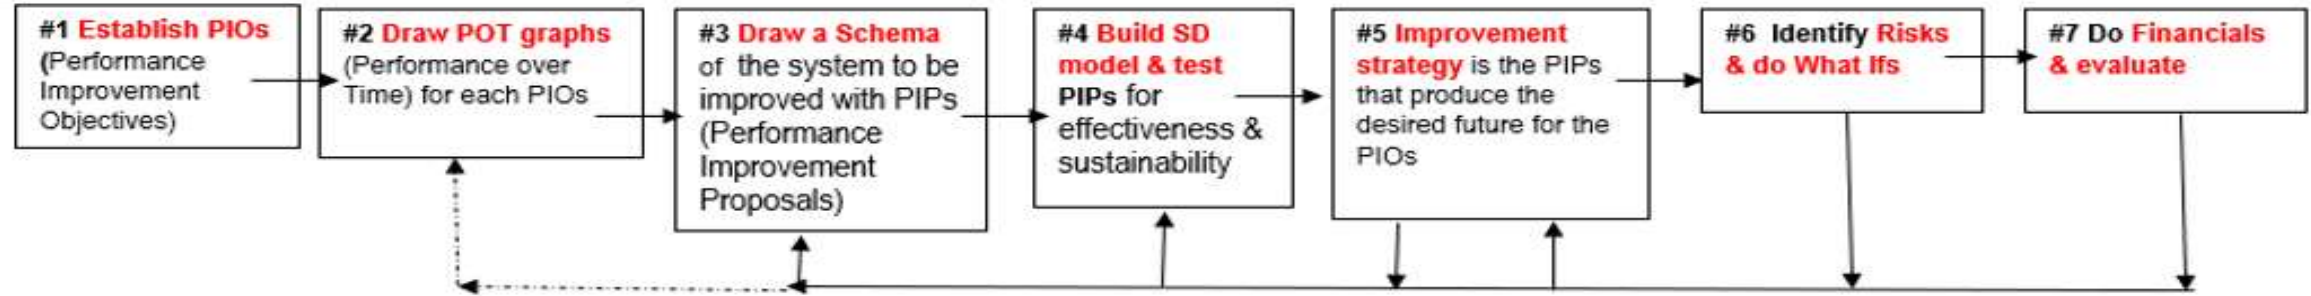 #1 Establish PIOs
(Performance
Improvement
Objectives)
#2 Draw POT graphs
(Performance over
Time) for each PIOs
#3 Draw a Schema
of the system to be
improved with PIPs
(Performance
Improvement
Proposals)
#4 Build SD
model & test
PIPs for
effectiveness &
sustainability
#5 Improvement
strategy is the PIPs
that produce the
desired future for the
PIOs
#6 Identify Risks
& do What Ifs
#7 Do Financials
& evaluate